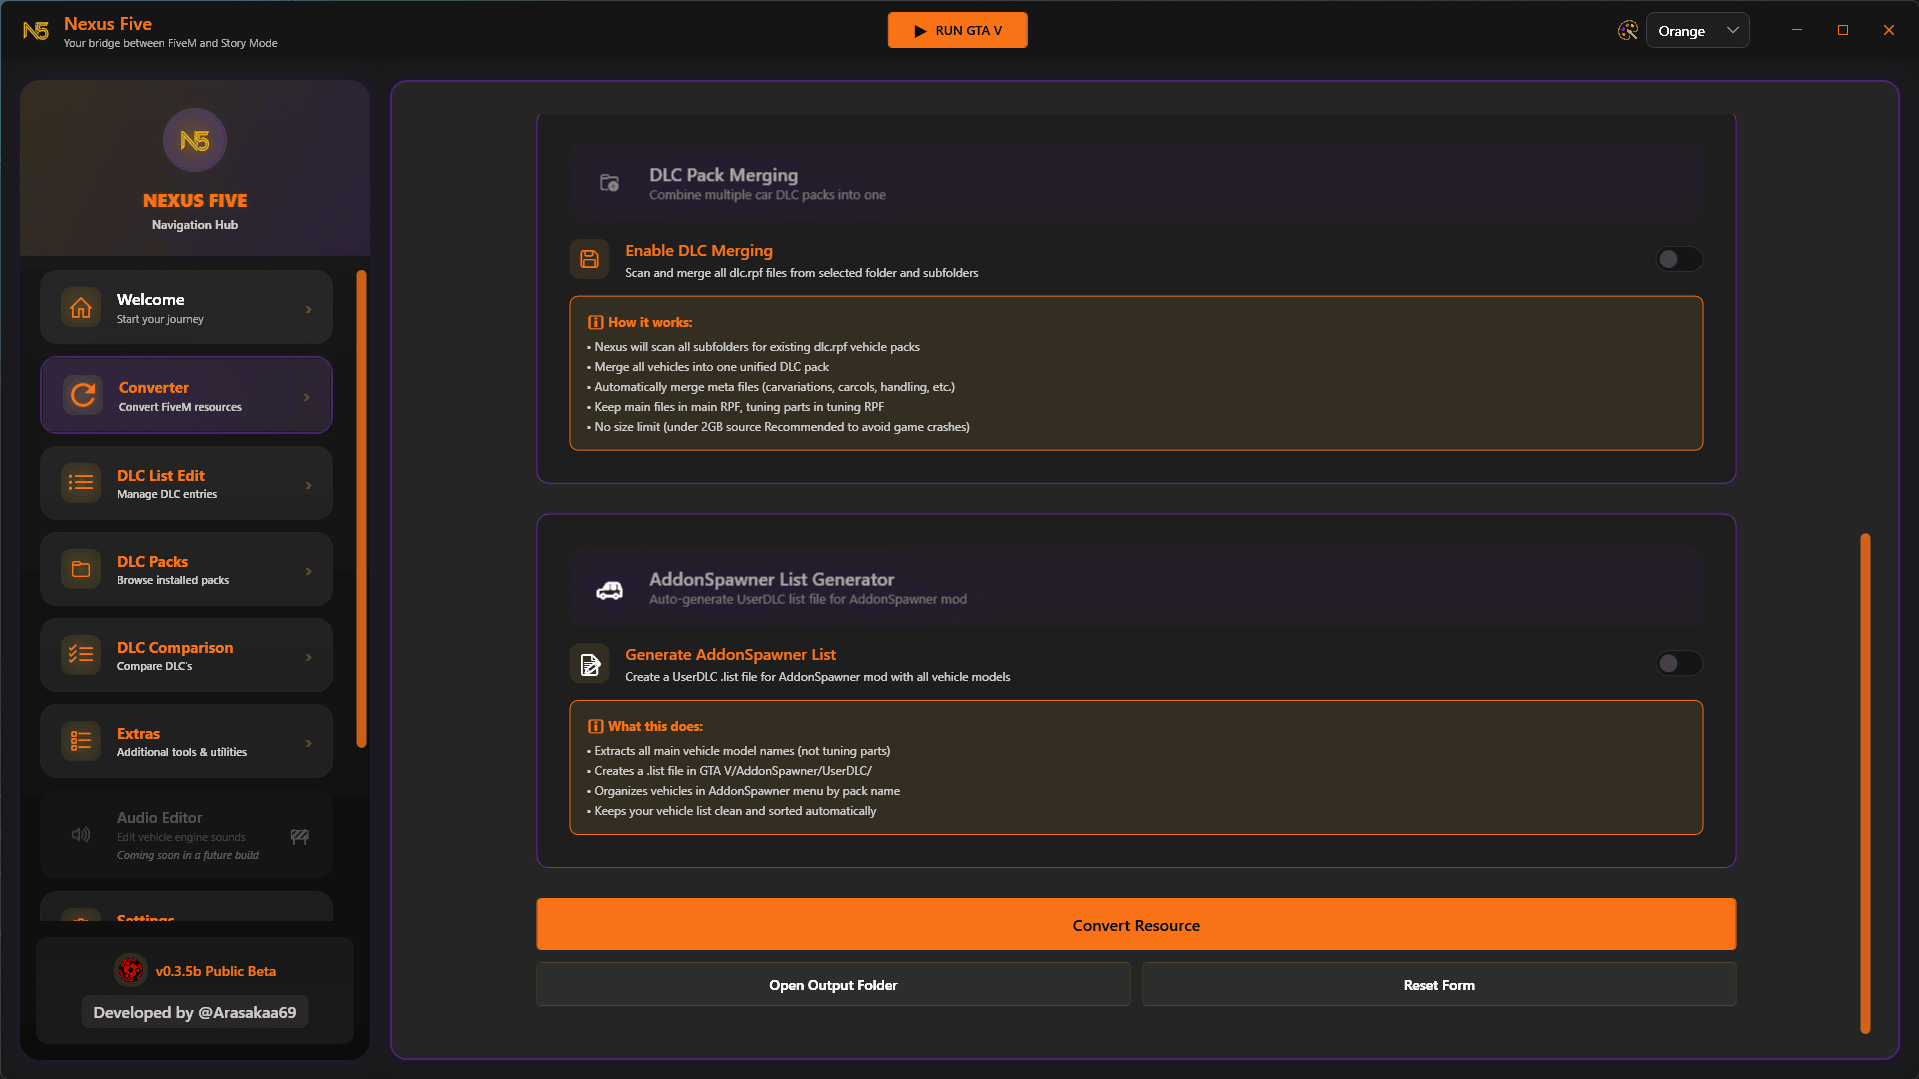 N5
Nexus Five
Your bridge between FiveM and Story Mode
RUN GTA V
Orange
N5
NEXUS FIVE
Navigation Hub
Welcome
Start your journey
Converter
Convert FiveM resources
DLC List Edit
Manage DLC entries
DLC Packs
Browse installed packs
DLC Comparison
Compare DLC's
Extras
Additional tools & utilities
Audio Editor
Edit vehicle engine sounds
Coming soon in a future build
Settings
v0.3.5b Public Beta
Developed by @Arasakaa69
DLC Pack Merging
Combine multiple car DLC packs into one
Enable DLC Merging
Scan and merge all dlc.rpf files from selected folder and subfolders
How it works:
• Nexus will scan all subfolders for existing dlc.rpf vehicle packs
• Merge all vehicles into one unified DLC pack
• Automatically merge meta files (carvariations, carcols, handling, etc.)
• Keep main files in main RPF, tuning parts in tuning RPF
• No size limit (under 2GB source Recommended to avoid game crashes)
AddonSpawner List Generator
Auto-generate UserDLC list file for AddonSpawner mod
Generate AddonSpawner List
Create a UserDLC .list file for AddonSpawner mod with all vehicle models
What this does:
• Extracts all main vehicle model names (not tuning parts)
• Creates a .list file in GTA V/AddonSpawner/UserDLC/
• Organizes vehicles in AddonSpawner menu by pack name
• Keeps your vehicle list clean and sorted automatically
Convert Resource
Open Output Folder
Reset Form